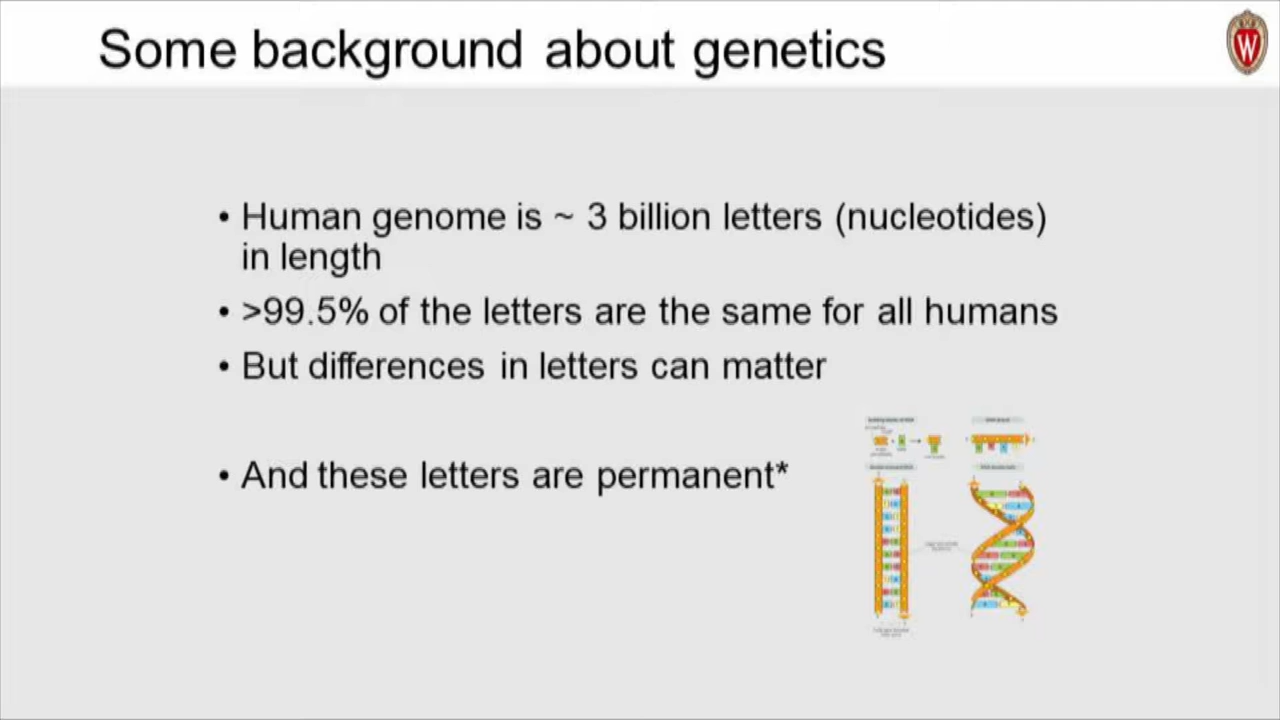 Some background about genetics
W
• Human genome is ~ 3 billion letters (nucleotides)
in length
• >99.5% of the letters are the same for all humans
• But differences in letters can matter
• And these letters are permanent*